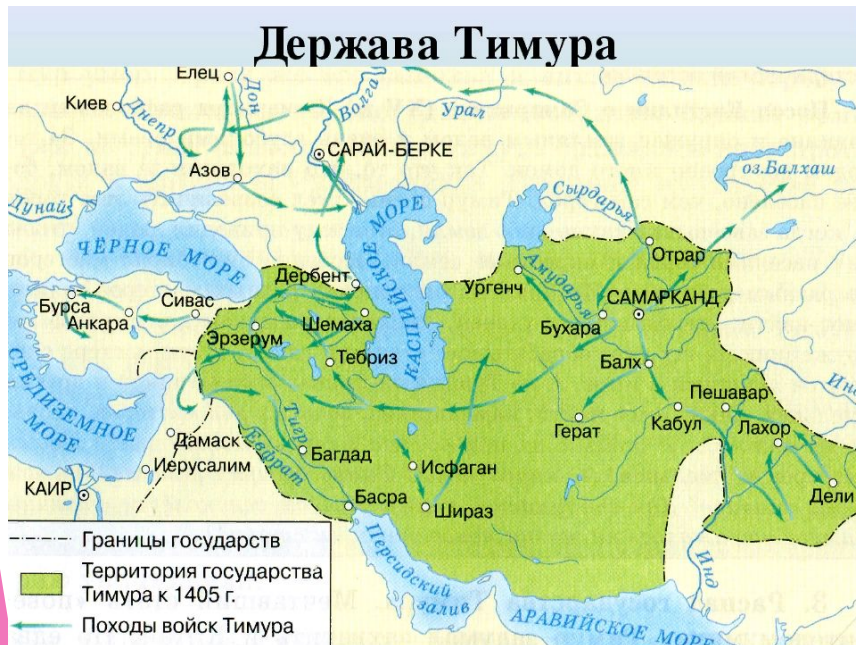 Держава Тимура
Елец
Киев
Дон
Днепр
Волга
Урал
САРАЙ-БЕРКЕ
Азов
Дунай
оз.Балхаш
Сырдарья
ЧЁРНОЕ МОРЕ
КАСПИЙСКОЕ МОРЕ
Отрар
Дербент
Ургенч
Амударья
САМАРКАНД
Бурса
Сивас
Анкара
Шемаха
Бухара
Эрзерум
Тебриз
Балх
СРЕДИЗЕМНОЕ
МОРЕ
Пешавар
Инд
Герат
Кабул
Лахор
Дамаск
Тигр
Евфрат
Багдад
Иерусалим
Исфаган
КАИР
Басра
Шираз
Дели
Персидский
залив
Инд
АРАВИЙСКОЕ МОРЕ
Границы государств
Территория государства
Тимура к 1405 г.
Походы войск Тимура